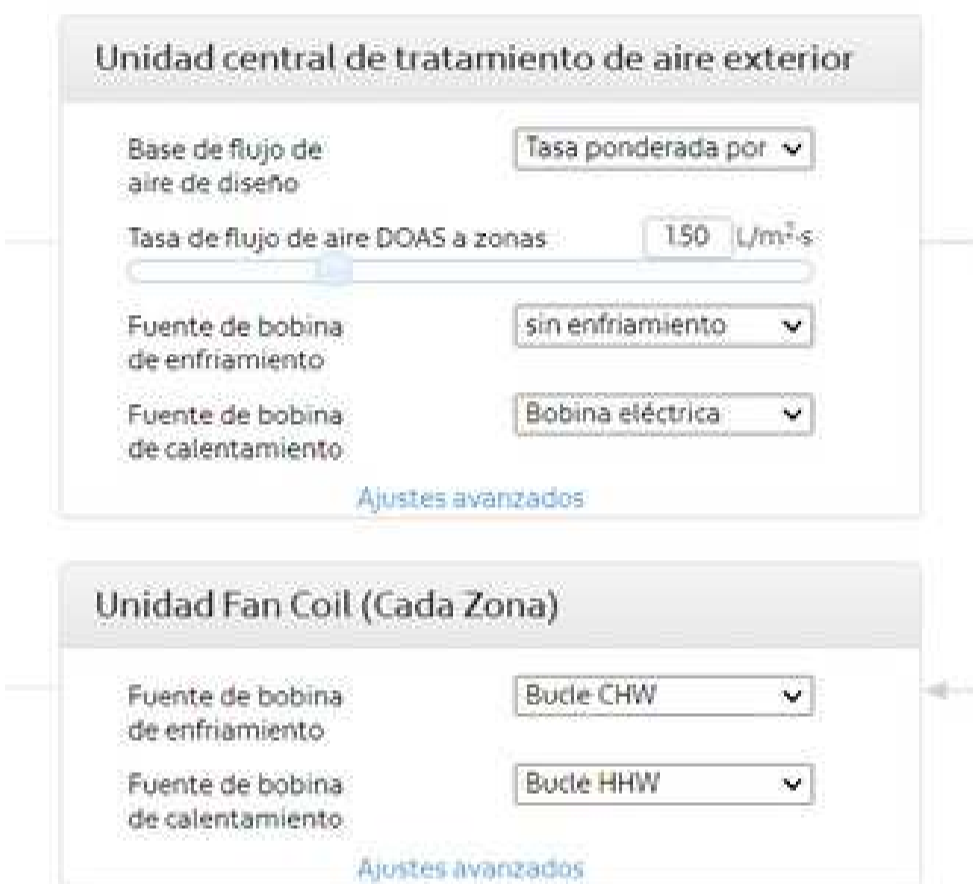 Unidad central de tratamiento de aire exterior
Base de flujo de
aire de diseño
Tasa ponderada por
Tasa de flujo de aire DOAS a zonas
1.50 L/m²·s
Fuente de bobina
de enfriamiento
sin enfriamiento
Fuente de bobina
de calentamiento
Bobina eléctrica
Ajustes avanzados
Unidad Fan Coil (Cada Zona)
Fuente de bobina
de enfriamiento
Bucle CHW
Fuente de bobina
de calentamiento
Bucle HHW
Ajustes avanzados